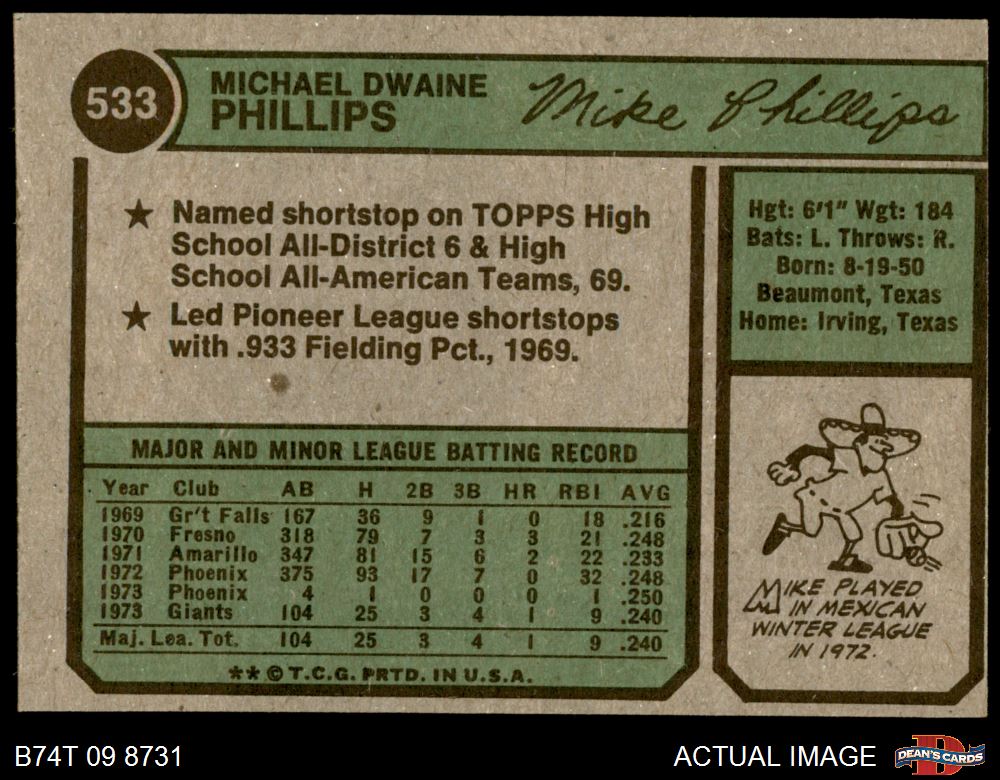 533
MICHAEL DWAINE
PHILLIPS
Mike Phillips
★ Named shortstop on TOPPS High
School All-District 6 & High
School All-American Teams, 69.
★ Led Pioneer League shortstops
with .933 Fielding Pct., 1969.
Hgt: 6'1" Wgt: 184
Bats: L. Throws: R.
Born: 8-19-50
Beaumont, Texas
Home: Irving, Texas
MAJOR AND MINOR LEAGUE BATTING RECORD
Year Club AB H 2B 3B HR RBI AVG
1969 Gr't Falls 167 36 9 1 0 18 .216
1970 Fresno 318 79 7 3 3 21 .248
1971 Amarillo 347 81 15 6 2 22 .233
1972 Phoenix 375 93 17 7 0 32 .248
1973 Phoenix 4 1 0 0 0 1 .250
1973 Giants 104 25 3 4 1 9 .240
Maj. Lea. Tot. 104 25 3 4 1 9 .240
**© T.C.G. PRTD. IN U.S.A.
MIKE PLAYED
IN MEXICAN
WINTER LEAGUE
IN 1972.
B74T 09 8731
ACTUAL IMAGE
D
DEAN'S CARDS